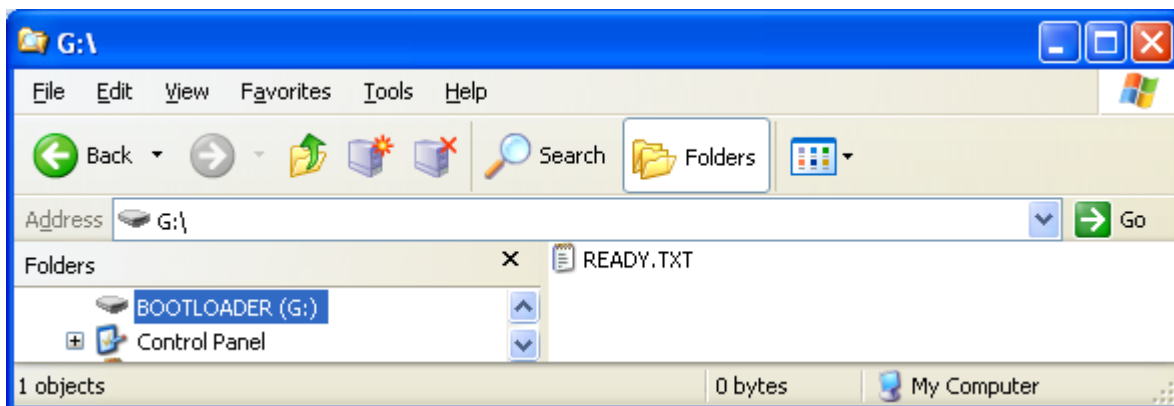 G:\
File Edit View Favorites Tools Help
Back Search Folders
Address G:\ Go
Folders
READY.TXT
BOOTLOADER (G:)
Control Panel
1 objects 0 bytes My Computer